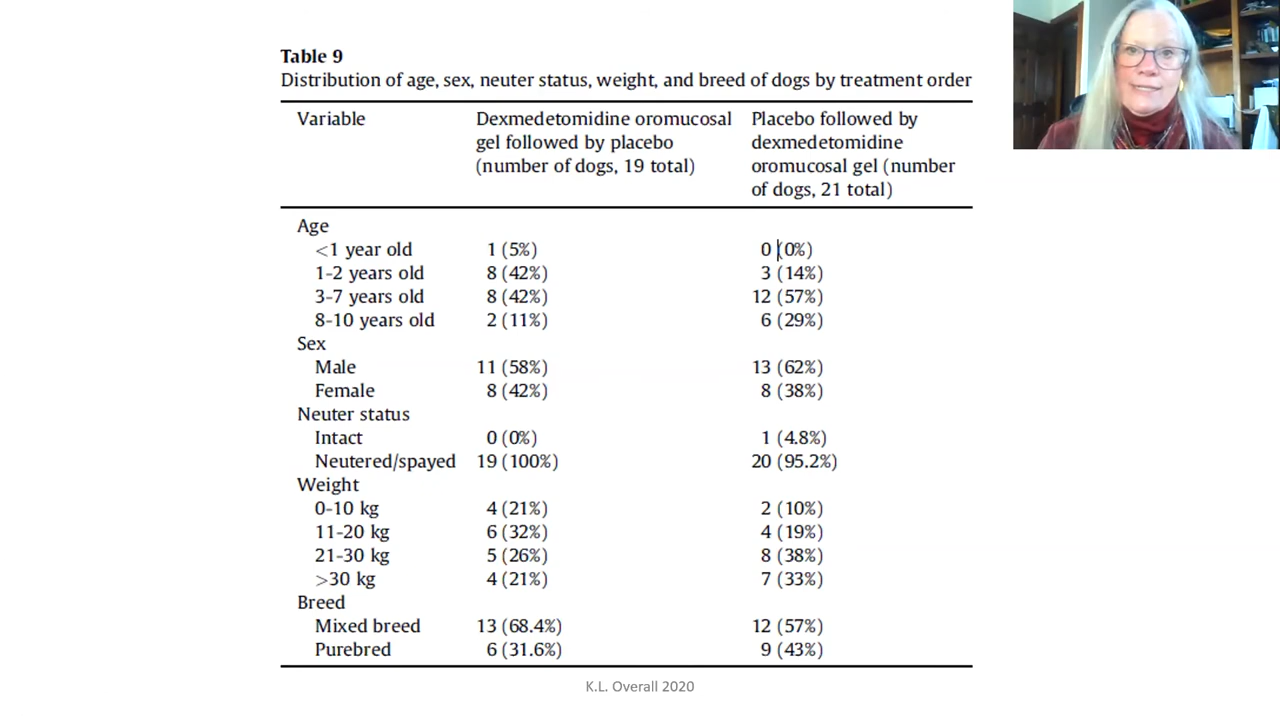 Table 9
Distribution of age, sex, neuter status, weight, and breed of dogs by treatment order
Variable Dexmedetomidine oromucosal gel followed by placebo (number of dogs, 19 total) Placebo followed by dexmedetomidine oromucosal gel (number of dogs, 21 total)
Age
<1 year old 1 (5%) 0 (0%)
1-2 years old 8 (42%) 3 (14%)
3-7 years old 8 (42%) 12 (57%)
8-10 years old 2 (11%) 6 (29%)
Sex
Male 11 (58%) 13 (62%)
Female 8 (42%) 8 (38%)
Neuter status
Intact 0 (0%) 1 (4.8%)
Neutered/spayed 19 (100%) 20 (95.2%)
Weight
0-10 kg 4 (21%) 2 (10%)
11-20 kg 6 (32%) 4 (19%)
21-30 kg 5 (26%) 8 (38%)
>30 kg 4 (21%) 7 (33%)
Breed
Mixed breed 13 (68.4%) 12 (57%)
Purebred 6 (31.6%) 9 (43%)
K.L. Overall 2020